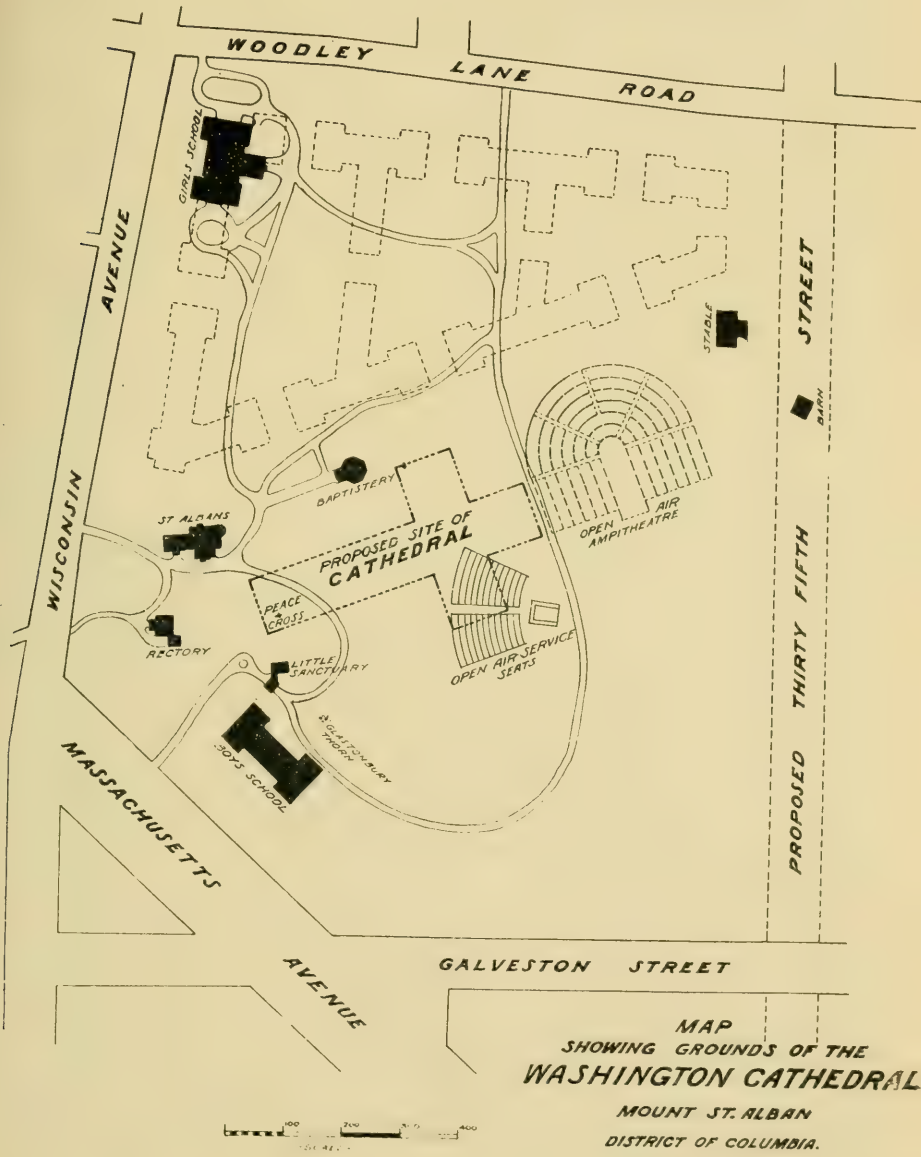 WOODLEY LANE ROAD
GIRLS SCHOOL
WISCONSIN AVENUE
STABLE
BARN
PROPOSED THIRTY FIFTH STREET
BAPTISTERY
ST ALBANS
PROPOSED SITE OF
CATHEDRAL
OPEN AIR
AMPITHEATRE
PEACE
CROSS
RECTORY
LITTLE
SANCTUARY
OPEN AIR SERVICE
SEATS
GLASTONBURY
THORN
BOYS SCHOOL
MASSACHUSETTS AVENUE
GALVESTON STREET
MAP
SHOWING GROUNDS OF THE
WASHINGTON CATHEDRAL
MOUNT ST. ALBAN
DISTRICT OF COLUMBIA.
100 200 300 400